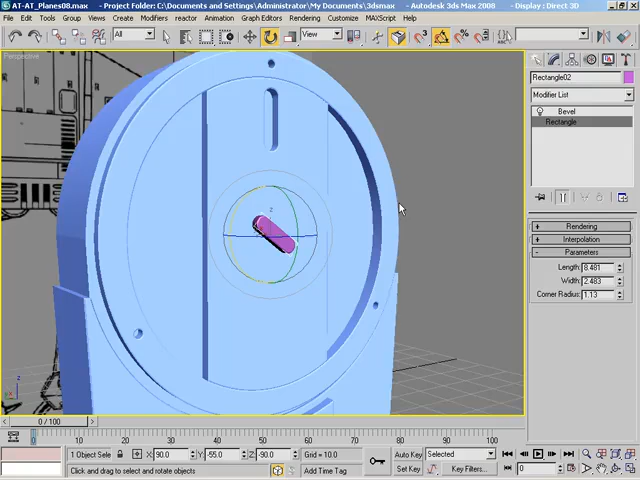 AT-AT_Planes08.max - Project Folder: C:\Documents and Settings\Administrator\My Documents\3dsmax - Autodesk 3ds Max 2008 - Display : Direct 3D
File Edit Tools Group Views Create Modifiers reactor Animation Graph Editors Rendering Customize MAXScript Help
All View
Perspective
Rectangle02
Modifier List
Bevel
Rectangle
+ Rendering
+ Interpolation
- Parameters
Length: 8.481
Width: 2.483
Corner Radius: 1.13
z
z
0 / 100
0 10 20 30 40 50 60 70 80 90 100
1 Object Sele X: 90.0 Y: -55.0 Z: -90.0 Grid = 10.0 Auto Key Selected
Click and drag to select and rotate objects Add Time Tag Set Key Key Filters... 0